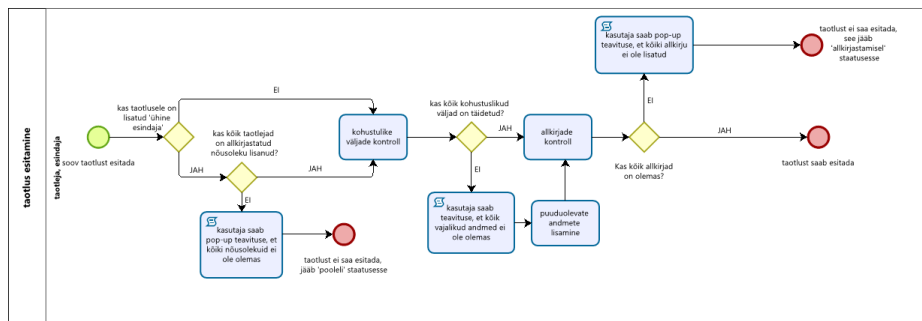 taotlus esitamine
taotleja, esindaja
soov taotlust esitada
kas taotlusele on
lisatud 'ühine
esindaja'
EI
JAH
kas kõik taotlejad
on allkirjastatud
nõusoleku lisanud?
JAH
EI
kasutaja saab
pop-up teavituse, et
kõiki nõusolekuid ei
ole olemas
taotlust ei saa esitada,
jääb 'pooleli' staatusesse
kohustulike
väljade kontroll
kas kõik kohustuslikud
väljad on täidetud?
JAH
EI
kasutaja saab
teavituse, et kõik
vajalikud andmed ei
ole olemas
puuduolevate
andmete
lisamine
allkirjade
kontroll
Kas kõik allkirjad
on olemas?
EI
JAH
kasutaja saab pop-up
teavituse, et kõiki allkirju
ei ole lisatud
taotlust ei saa esitada,
see jääb
'allkirjastamisel'
staatusesse
taotlust saab esitada